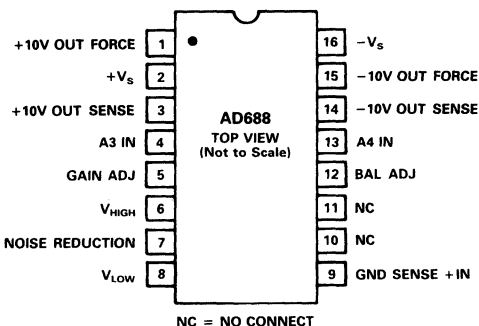 +10V OUT FORCE 1
+Vs 2
+10V OUT SENSE 3
A3 IN 4
GAIN ADJ 5
VHIGH 6
NOISE REDUCTION 7
VLOW 8
AD688
TOP VIEW
(Not to Scale)
16 −Vs
15 −10V OUT FORCE
14 −10V OUT SENSE
13 A4 IN
12 BAL ADJ
11 NC
10 NC
9 GND SENSE +IN
NC = NO CONNECT